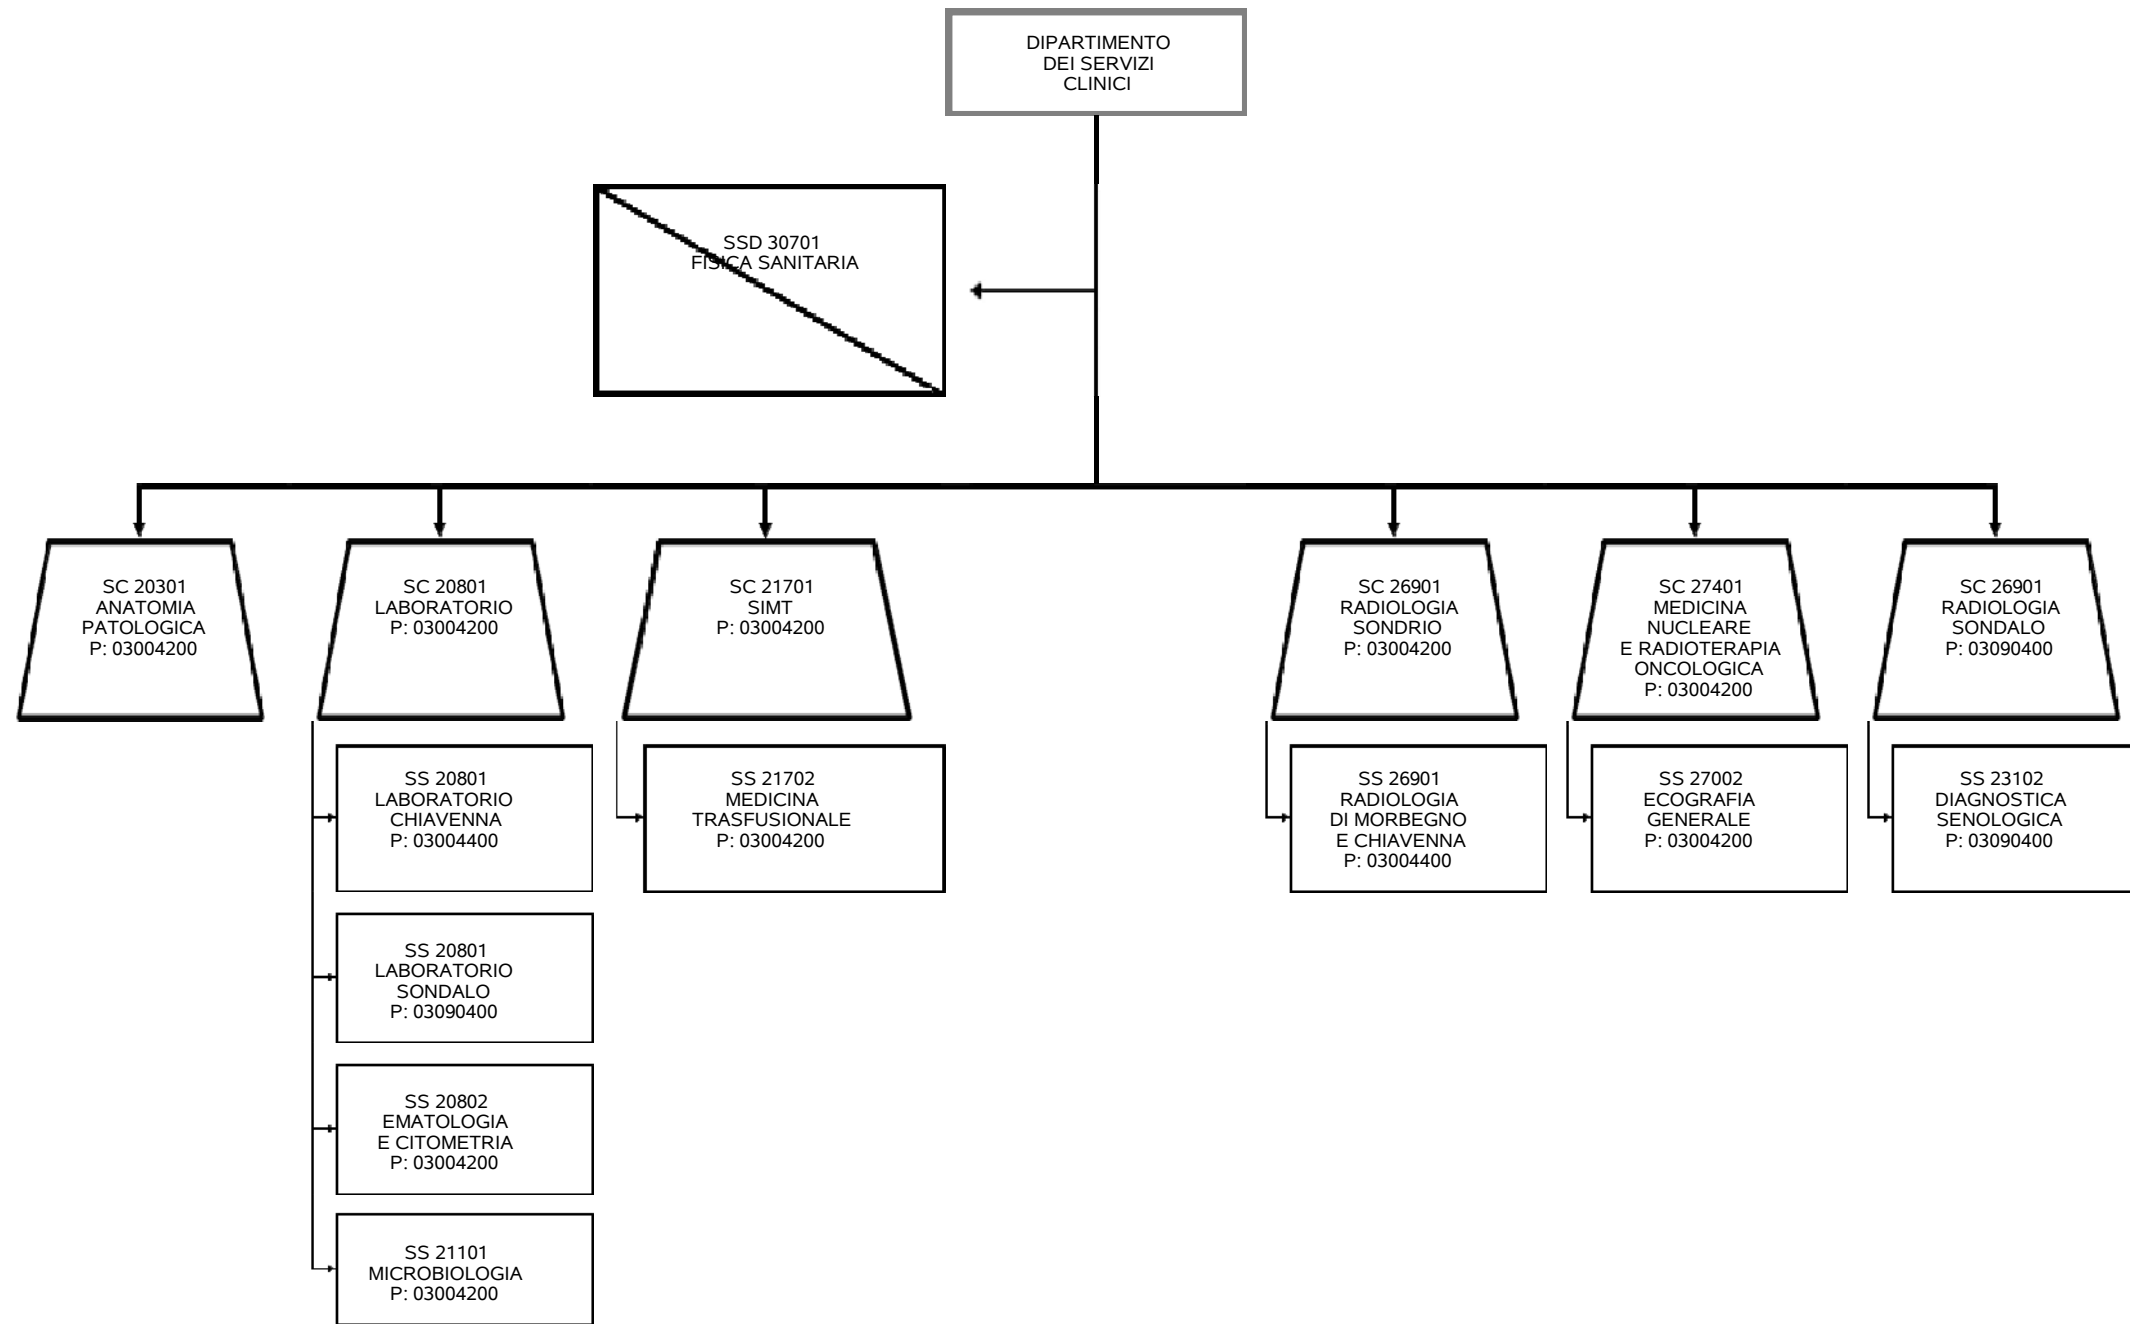 DIPARTIMENTO
DEI SERVIZI
CLINICI
SSD 30701
FISICA SANITARIA
SC 20301
ANATOMIA
PATOLOGICA
P: 03004200
SC 20801
LABORATORIO
P: 03004200
SC 21701
SIMT
P: 03004200
SC 26901
RADIOLOGIA
SONDRIO
P: 03004200
SC 27401
MEDICINA
NUCLEARE
E RADIOTERAPIA
ONCOLOGICA
P: 03004200
SC 26901
RADIOLOGIA
SONDALO
P: 03090400
SS 20801
LABORATORIO
CHIAVENNA
P: 03004400
SS 21702
MEDICINA
TRASFUSIONALE
P: 03004200
SS 26901
RADIOLOGIA
DI MORBEGNO
E CHIAVENNA
P: 03004400
SS 27002
ECOGRAFIA
GENERALE
P: 03004200
SS 23102
DIAGNOSTICA
SENOLOGICA
P: 03090400
SS 20801
LABORATORIO
SONDALO
P: 03090400
SS 20802
EMATOLOGIA
E CITOMETRIA
P: 03004200
SS 21101
MICROBIOLOGIA
P: 03004200